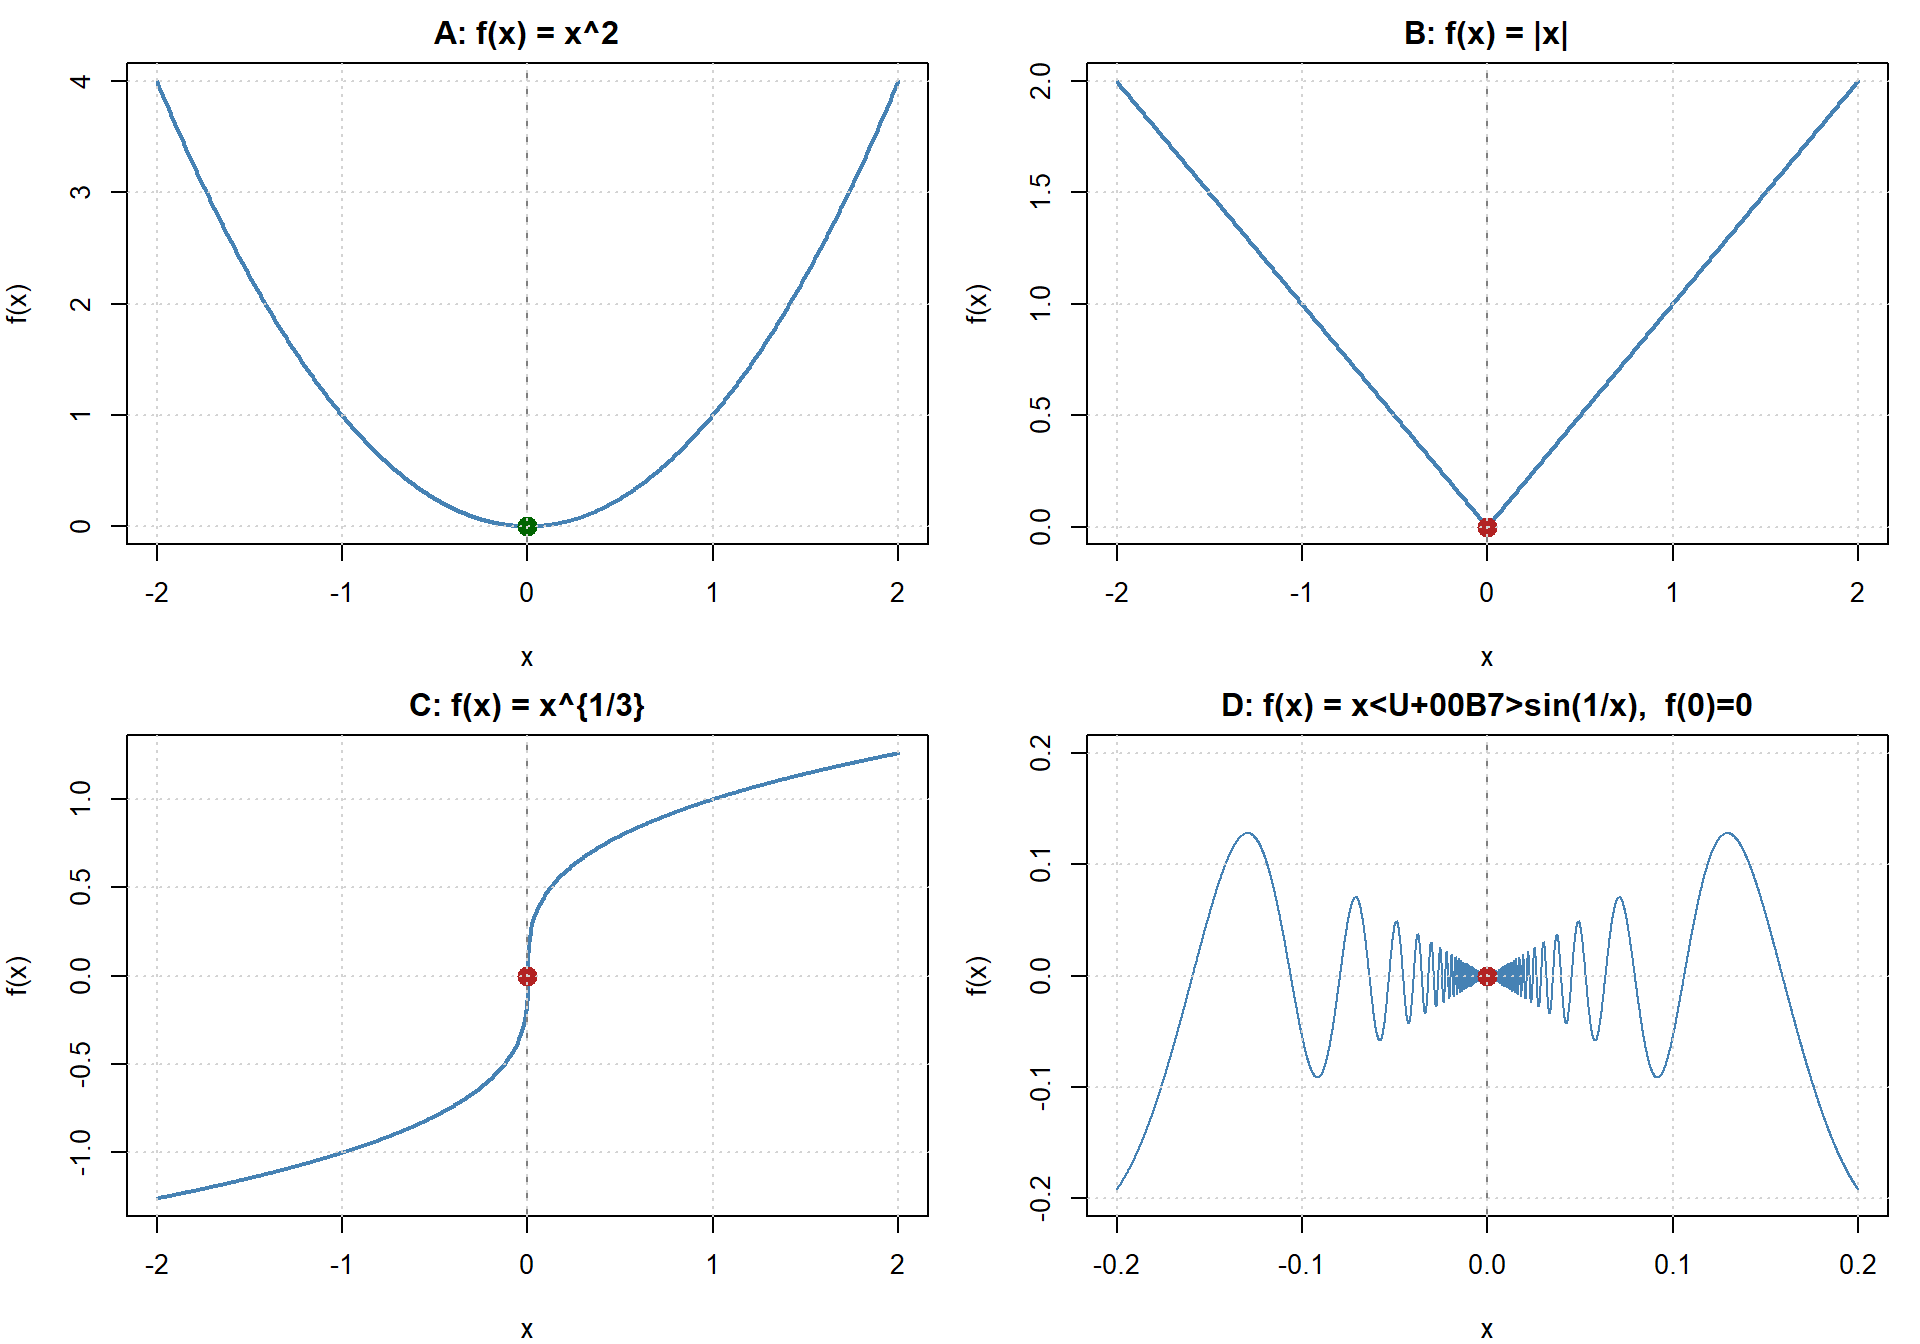 A: f(x) = x^2
f(x)
4
3
2
1
0
-2 -1 0 1 2
x
B: f(x) = |x|
f(x)
2.0
1.5
1.0
0.5
0.0
-2 -1 0 1 2
x
C: f(x) = x^{1/3}
f(x)
1.0
0.5
0.0
-0.5
-1.0
-2 -1 0 1 2
x
D: f(x) = x<U+00B7>sin(1/x),  f(0)=0
f(x)
0.2
0.1
0.0
-0.1
-0.2
-0.2 -0.1 0.0 0.1 0.2
x